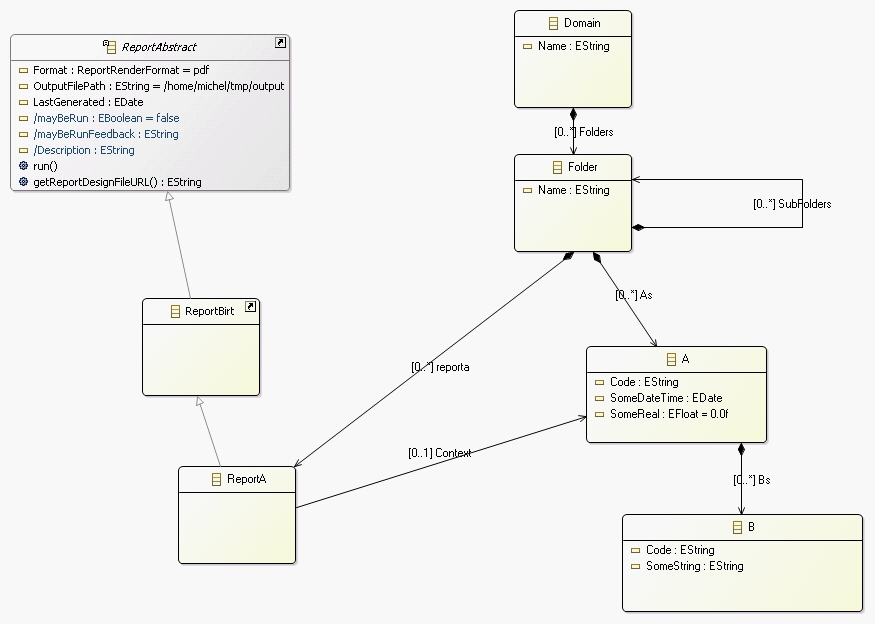 ReportAbstract
Format : ReportRenderFormat = pdf
OutputFilePath : EString = /home/michel/tmp/output
LastGenerated : EDate
/mayBeRun : EBoolean = false
/mayBeRunFeedback : EString
/Description : EString
run()
getReportDesignFileURL() : EString
Domain
Name : EString
[0..*] Folders
Folder
Name : EString
[0..*] SubFolders
[0..*] As
ReportBirt
[0..*] reporta
A
Code : EString
SomeDateTime : EDate
SomeReal : EFloat = 0.0f
[0..1] Context
ReportA
[0..*] Bs
B
Code : EString
SomeString : EString